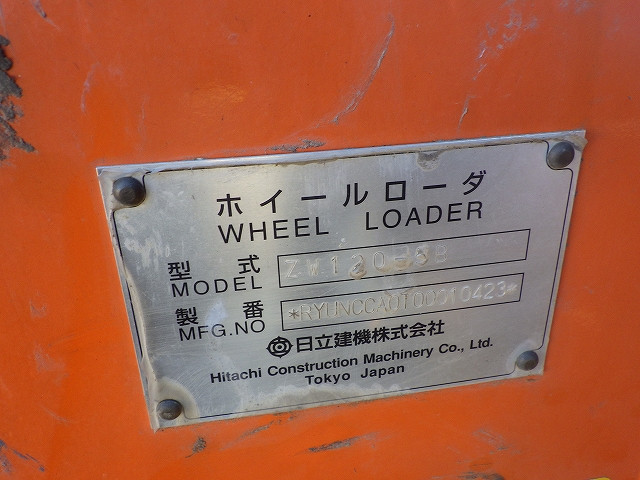 ホイールローダ
WHEEL LOADER
型式
MODEL
製番
MFG.NO
日立建機株式会社
Hitachi Construction Machinery Co., Ltd.
Tokyo Japan